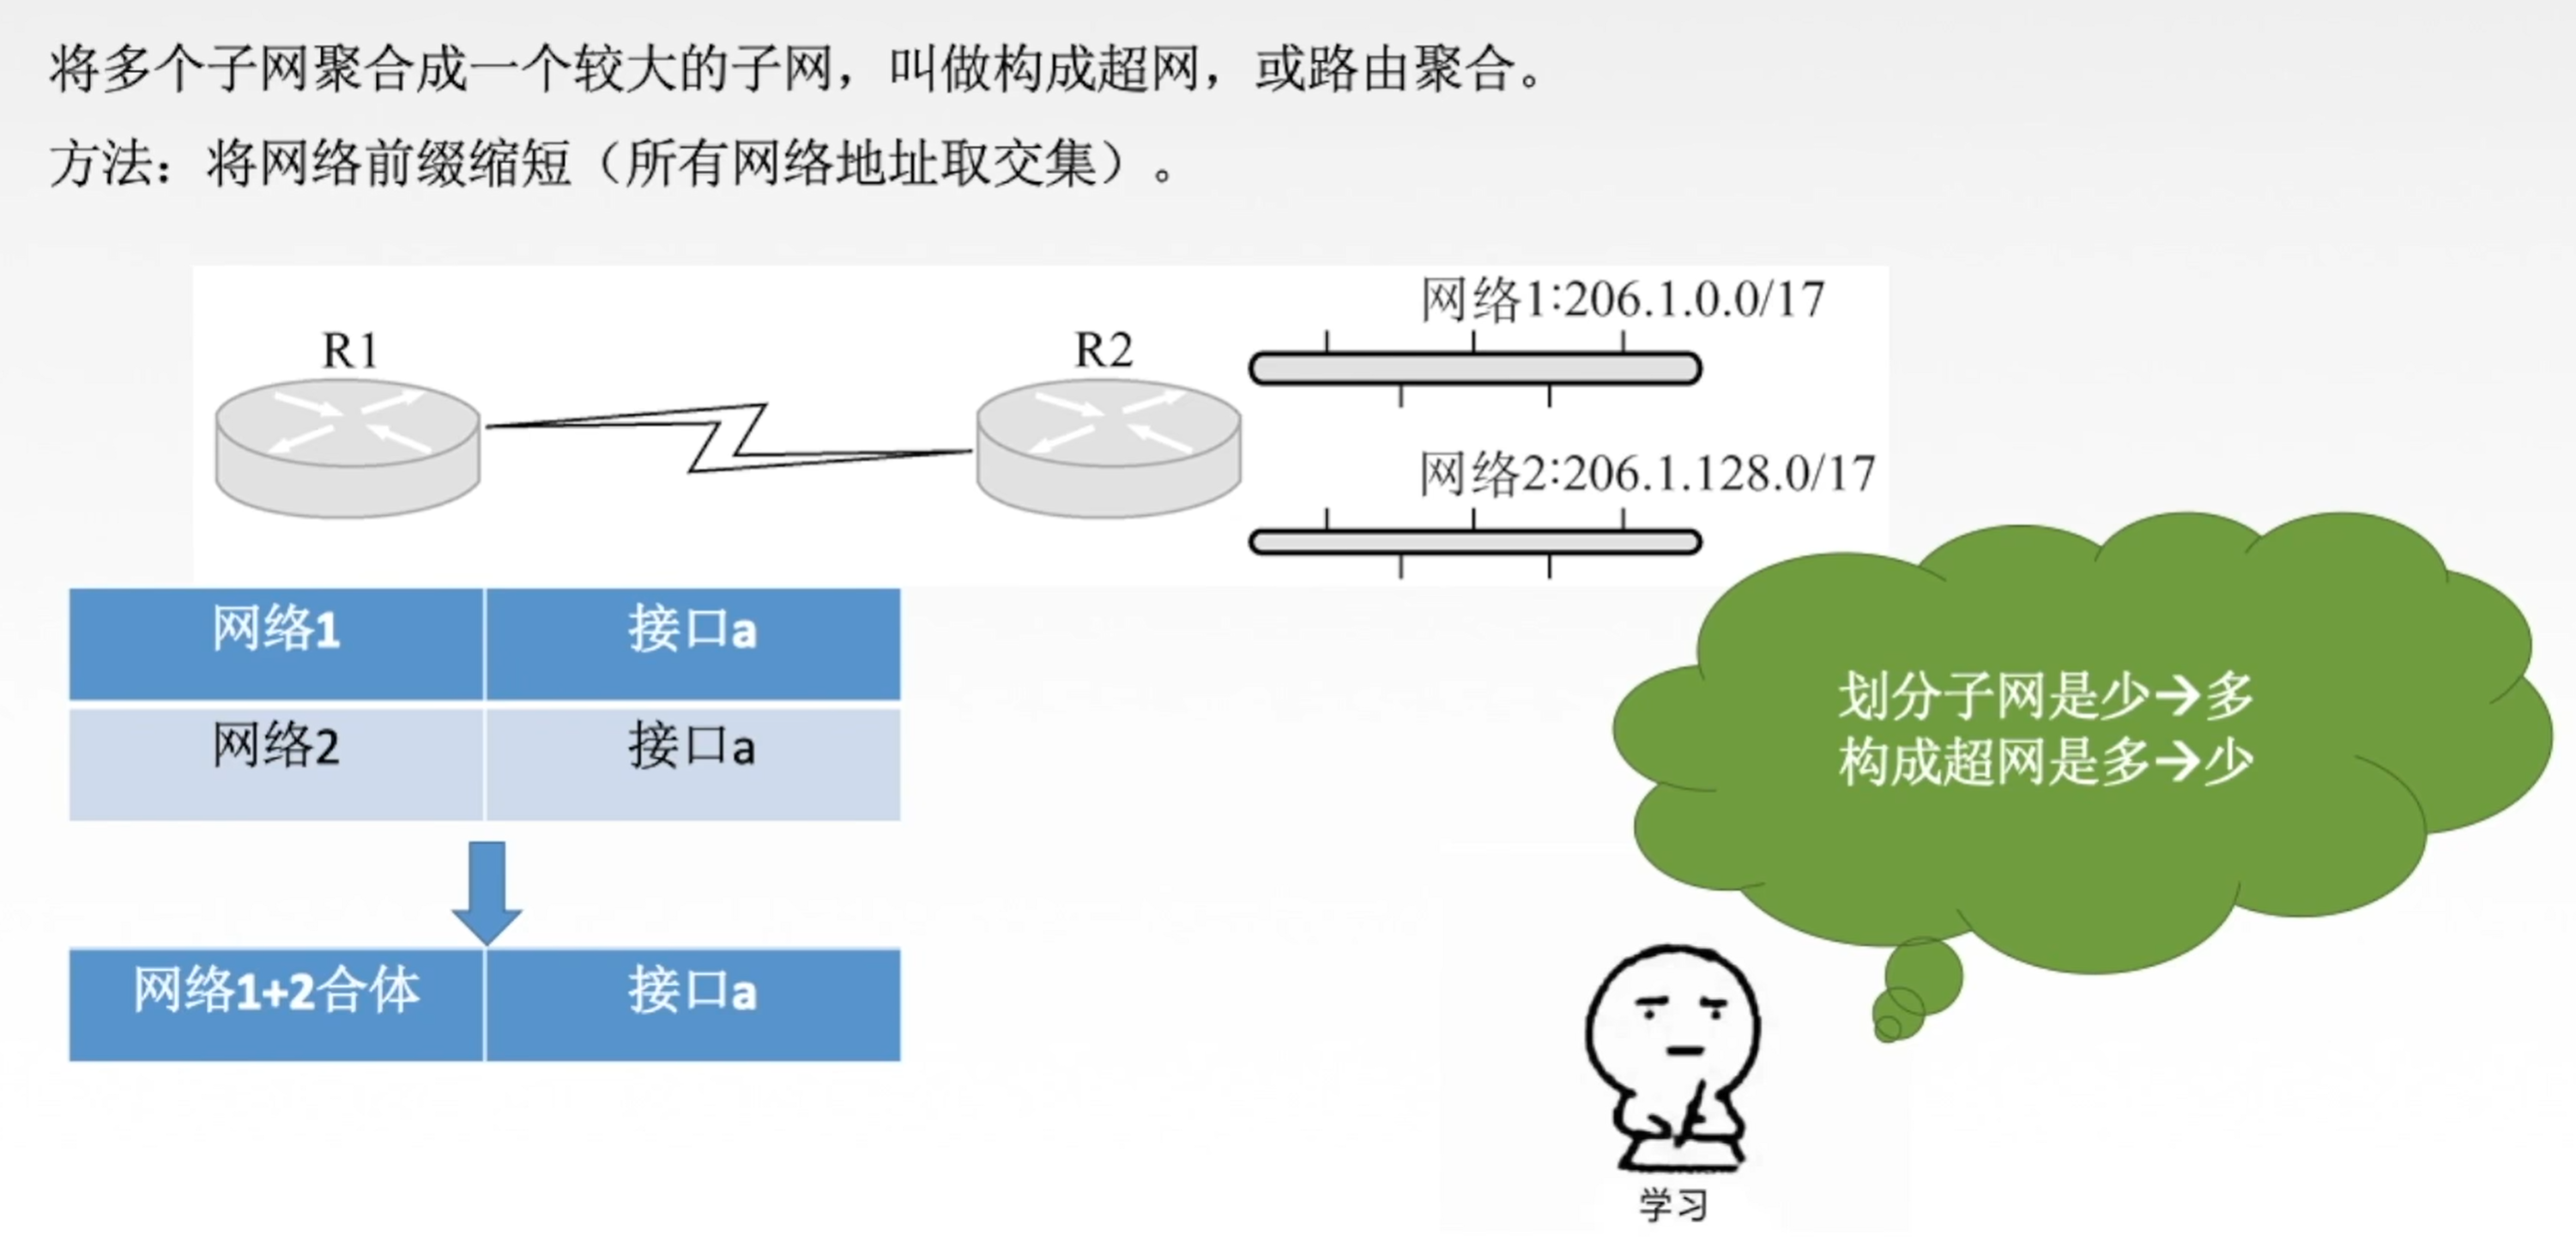 将多个子网聚合成一个较大的子网，叫做构成超网，或路由聚合。
方法：将网络前缀缩短（所有网络地址取交集）。
网络1:206.1.0.0/17
R1
R2
网络2:206.1.128.0/17
网络1 接口a
网络2 接口a
网络1+2合体 接口a
划分子网是少→多
构成超网是多→少
学习